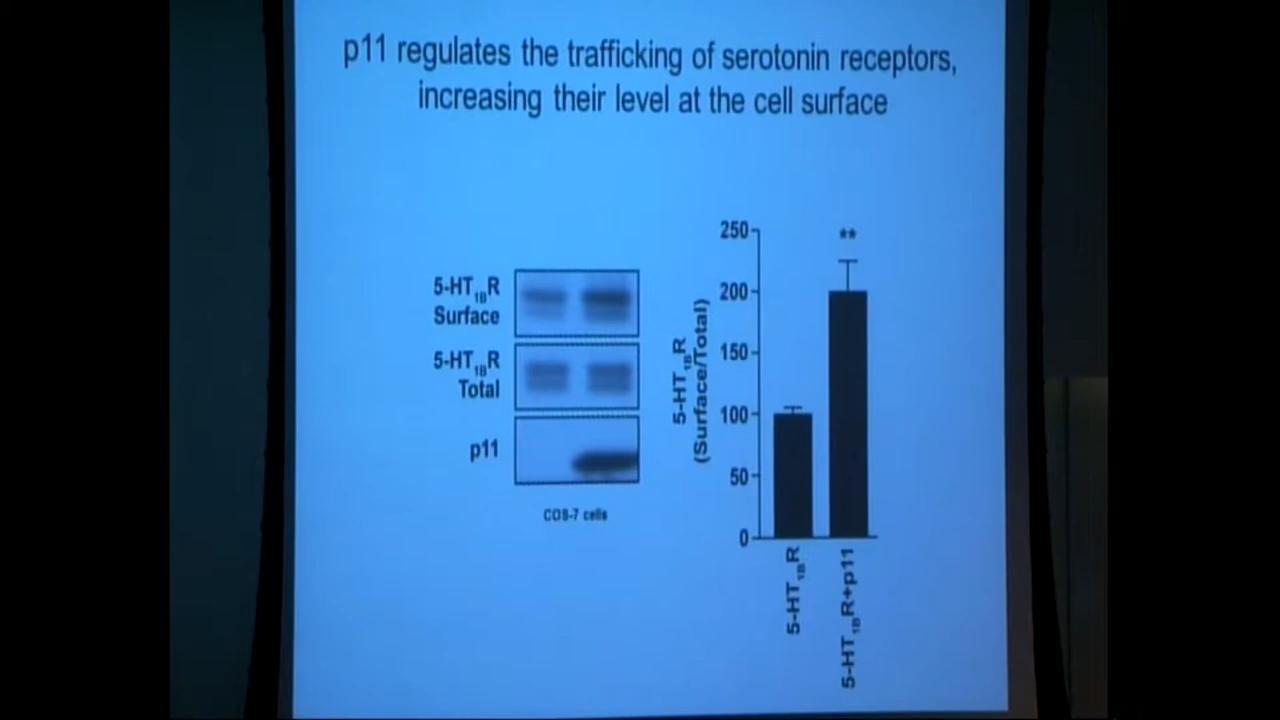 p11 regulates the trafficking of serotonin receptors,
increasing their level at the cell surface
5-HT1BR
Surface
5-HT1BR
Total
p11
COS-7 cells
5-HT1BR
(Surface/Total)
250
200
150
100
50
0
**
5-HT1BR
5-HT1BR+p11